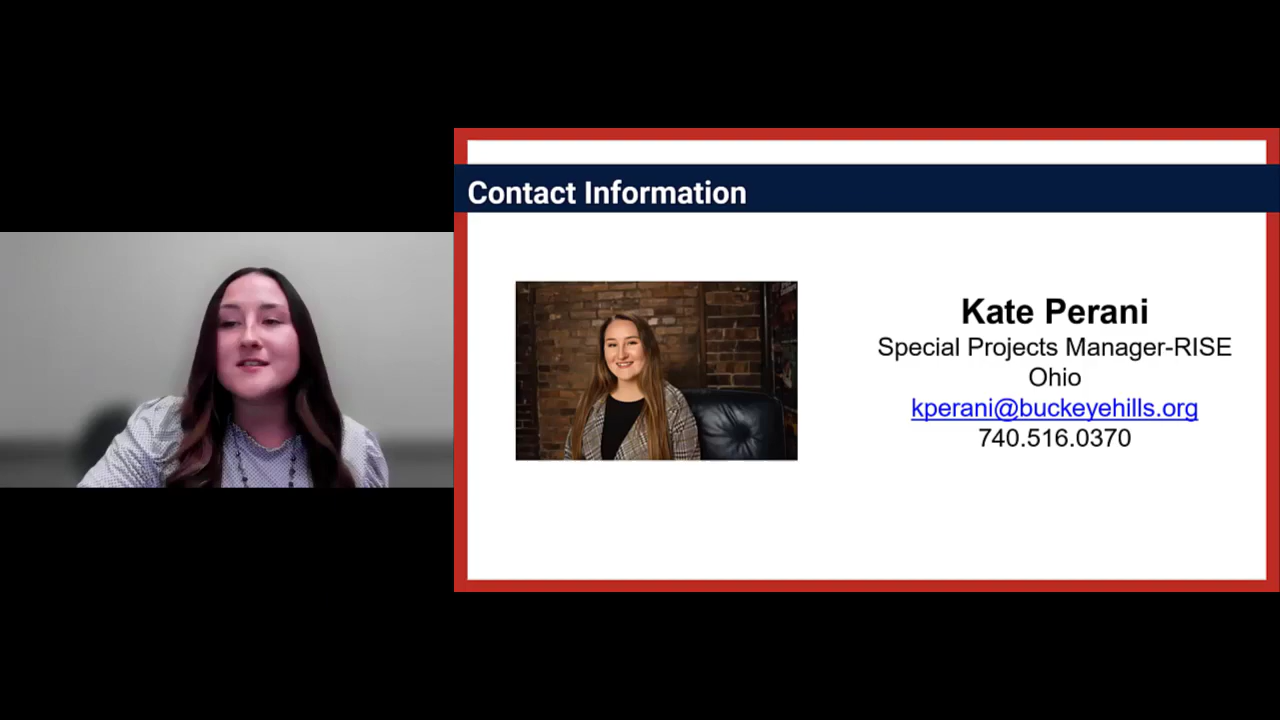 Contact Information
Kate Perani
Special Projects Manager-RISE
Ohio
kperani@buckeyehills.org
740.516.0370